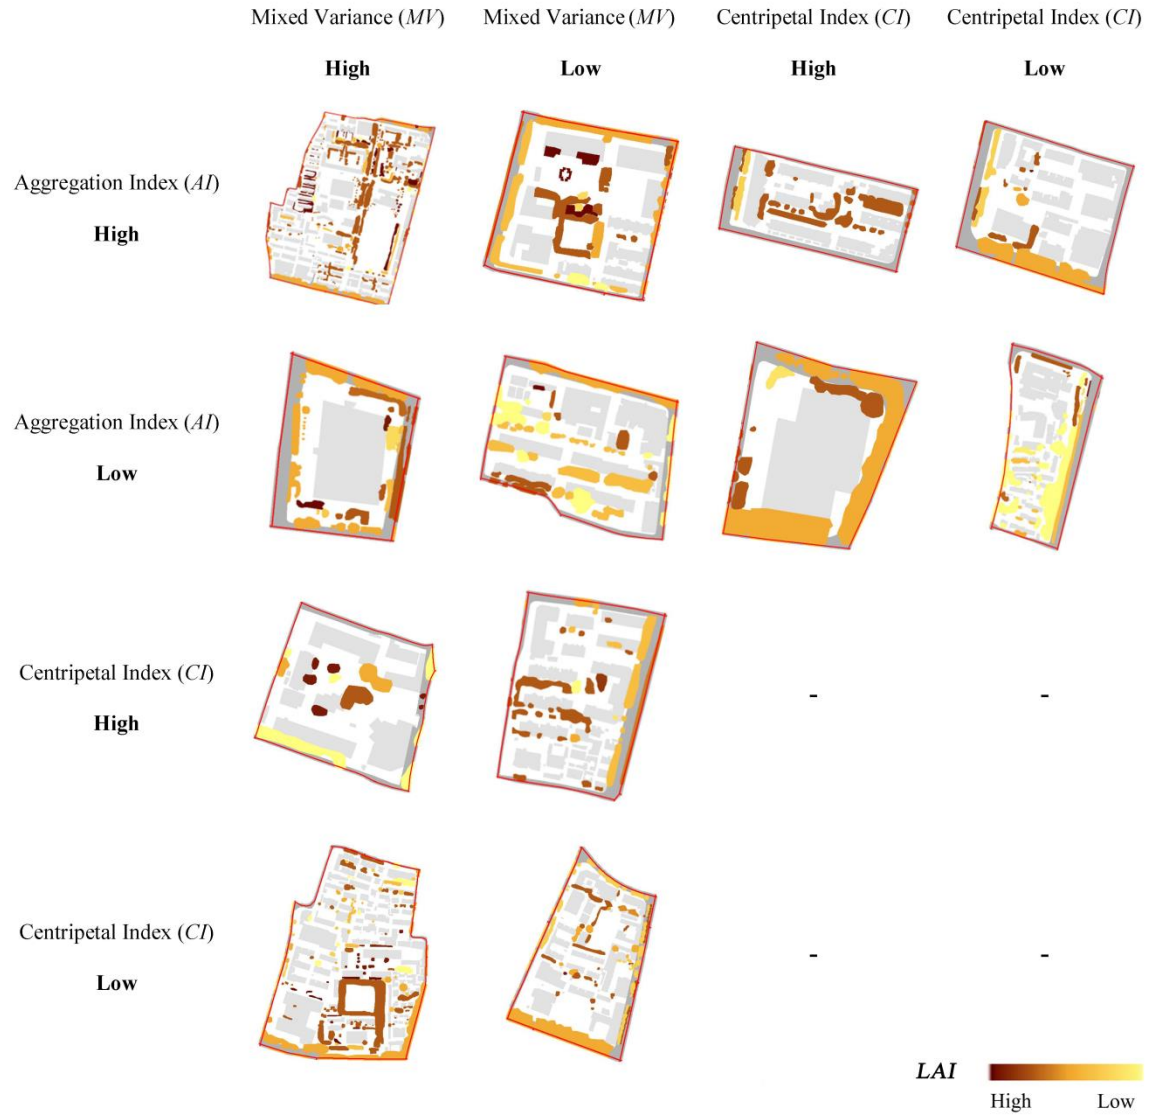 Mixed Variance (MV) Mixed Variance (MV) Centripetal Index (CI) Centripetal Index (CI)
High Low High Low
Aggregation Index (AI)
High
Aggregation Index (AI)
Low
Centripetal Index (CI)
High
- -
Centripetal Index (CI)
Low
- -
LAI
High Low